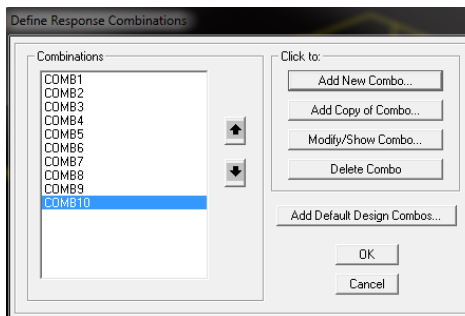 Define Response Combinations
Combinations
COMB1
COMB2
COMB3
COMB4
COMB5
COMB6
COMB7
COMB8
COMB9
COMB10
Click to:
Add New Combo...
Add Copy of Combo...
Modify/Show Combo...
Delete Combo
Add Default Design Combos...
OK
Cancel